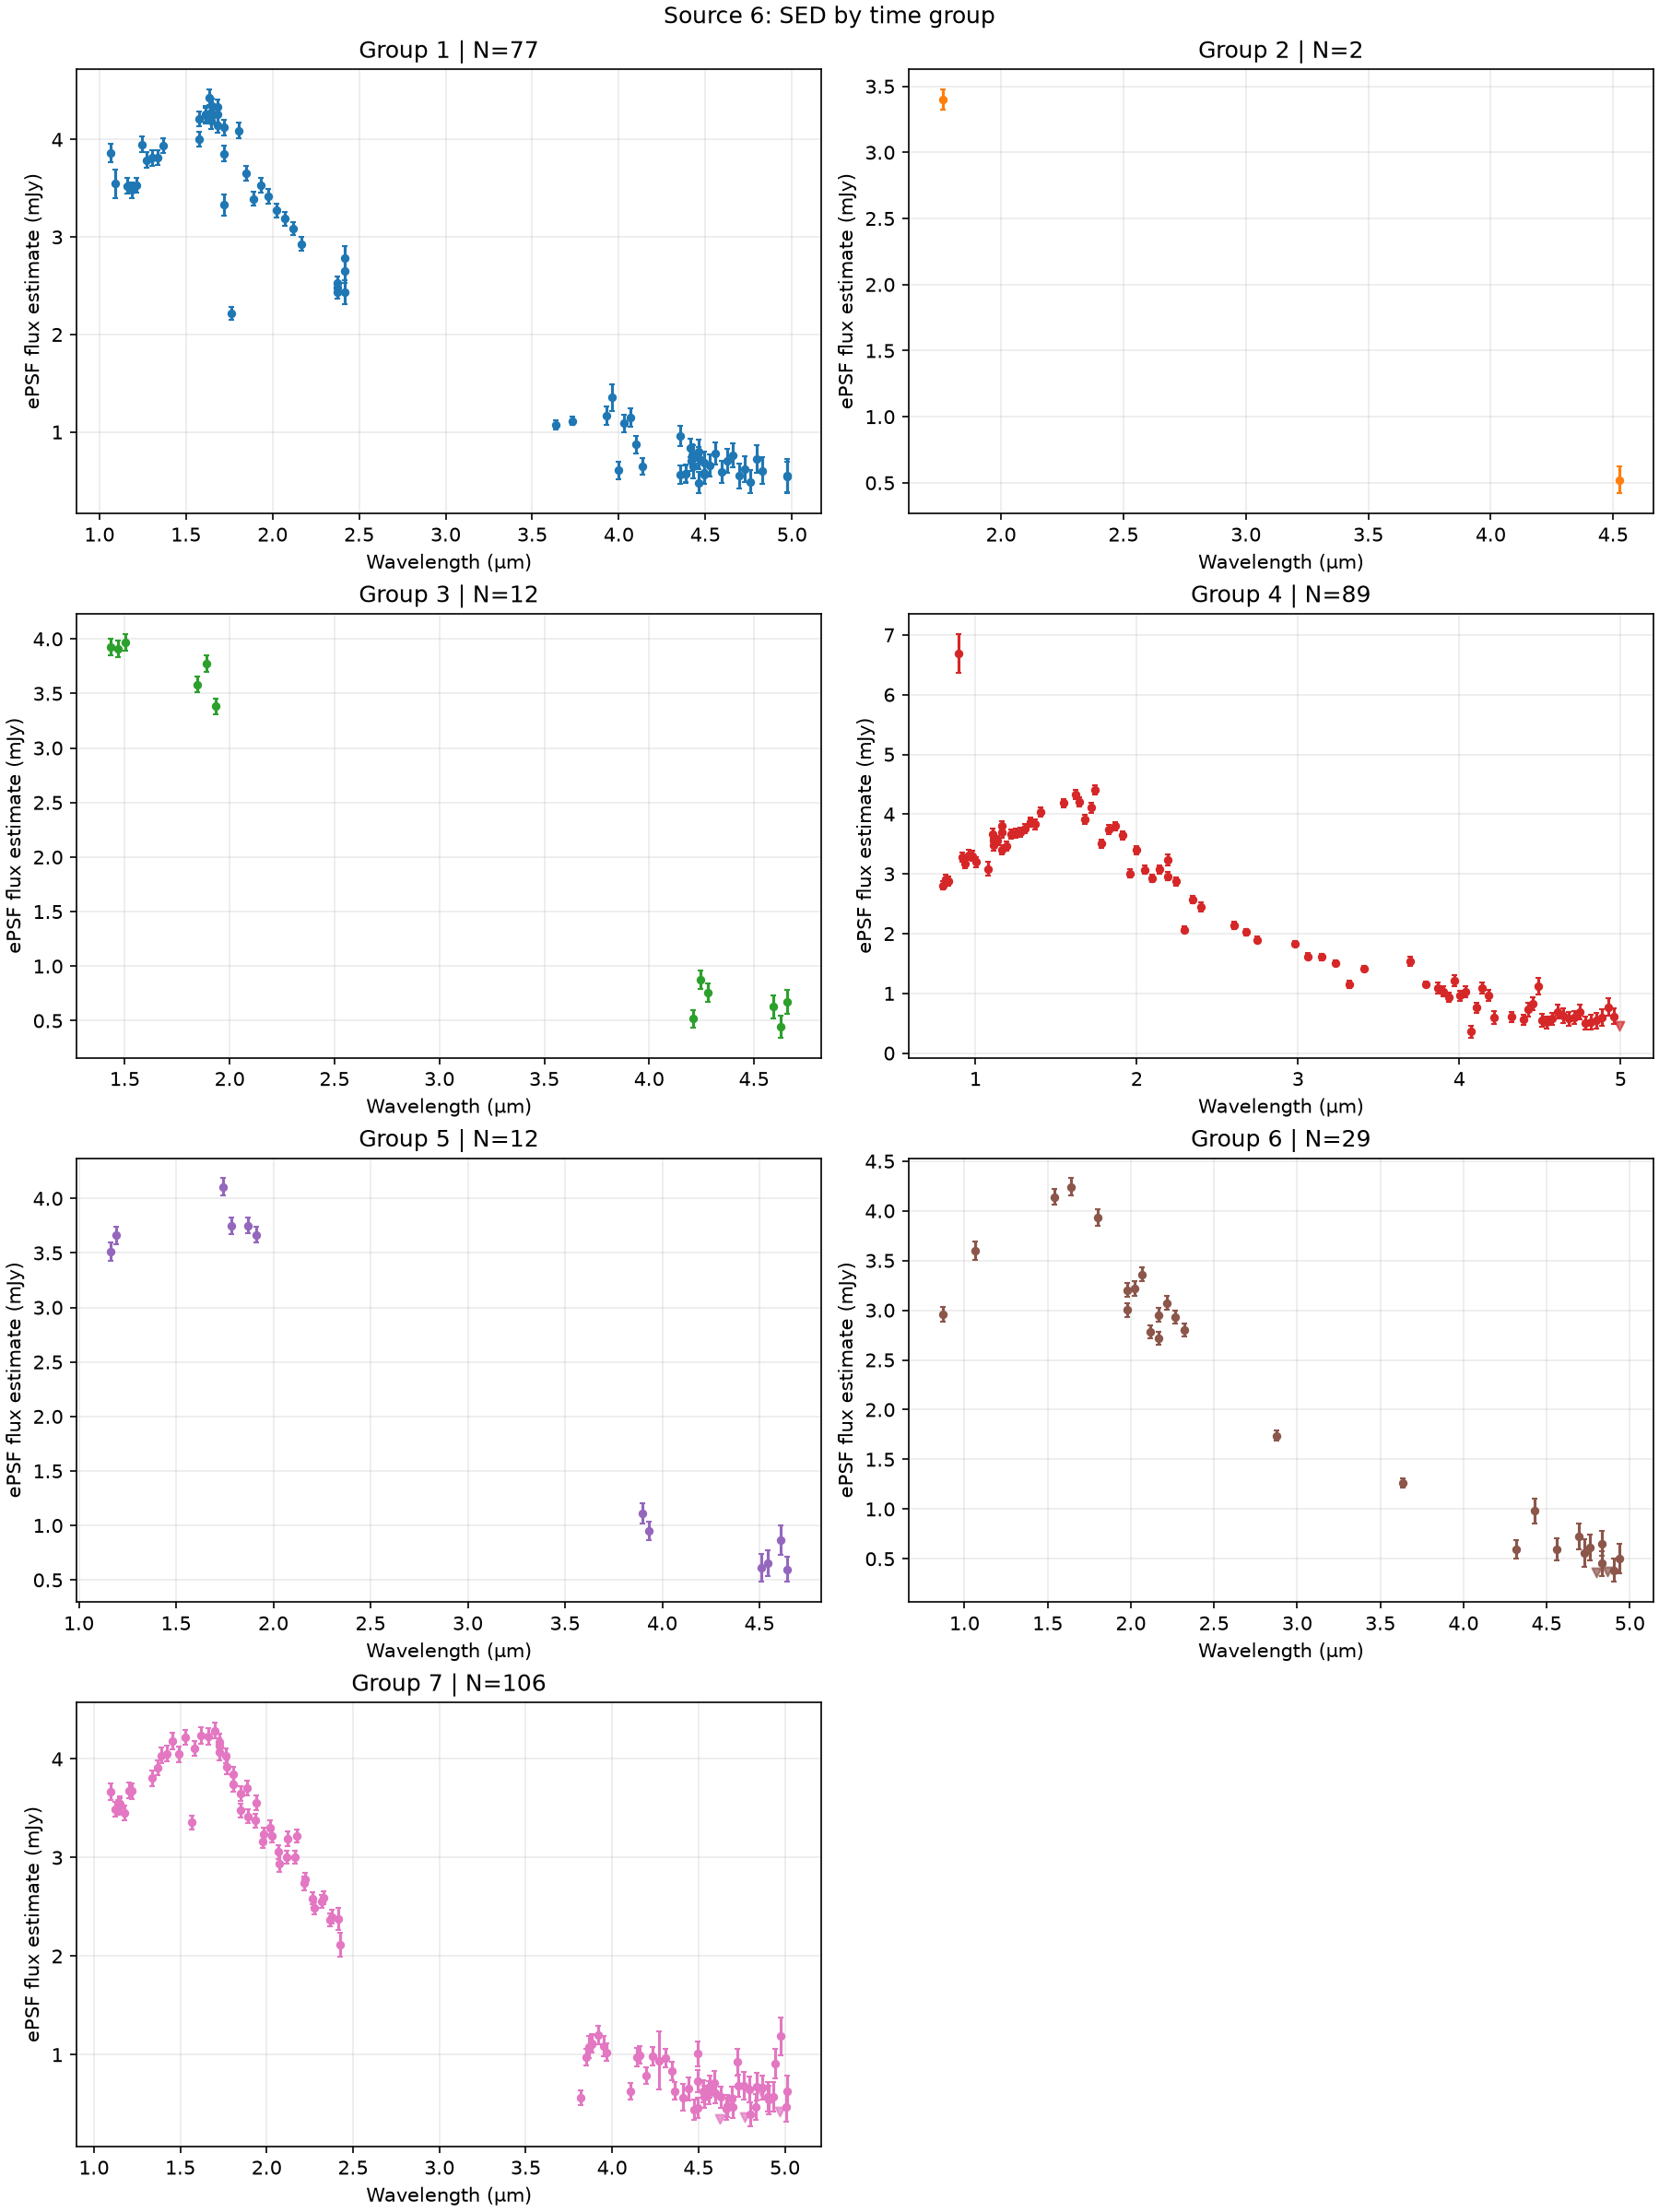 Source 6: SED by time group
Group 1 | N=77
ePSF flux estimate (mJy)
4
3
2
1
1.0 1.5 2.0 2.5 3.0 3.5 4.0 4.5 5.0
Wavelength (μm)
Group 2 | N=2
ePSF flux estimate (mJy)
3.5
3.0
2.5
2.0
1.5
1.0
0.5
2.0 2.5 3.0 3.5 4.0 4.5
Wavelength (μm)
Group 3 | N=12
ePSF flux estimate (mJy)
4.0
3.5
3.0
2.5
2.0
1.5
1.0
0.5
1.5 2.0 2.5 3.0 3.5 4.0 4.5
Wavelength (μm)
Group 4 | N=89
ePSF flux estimate (mJy)
7
6
5
4
3
2
1
0
1 2 3 4 5
Wavelength (μm)
Group 5 | N=12
ePSF flux estimate (mJy)
4.0
3.5
3.0
2.5
2.0
1.5
1.0
0.5
1.0 1.5 2.0 2.5 3.0 3.5 4.0 4.5
Wavelength (μm)
Group 6 | N=29
ePSF flux estimate (mJy)
4.5
4.0
3.5
3.0
2.5
2.0
1.5
1.0
0.5
1.0 1.5 2.0 2.5 3.0 3.5 4.0 4.5 5.0
Wavelength (μm)
Group 7 | N=106
ePSF flux estimate (mJy)
4
3
2
1
1.0 1.5 2.0 2.5 3.0 3.5 4.0 4.5 5.0
Wavelength (μm)